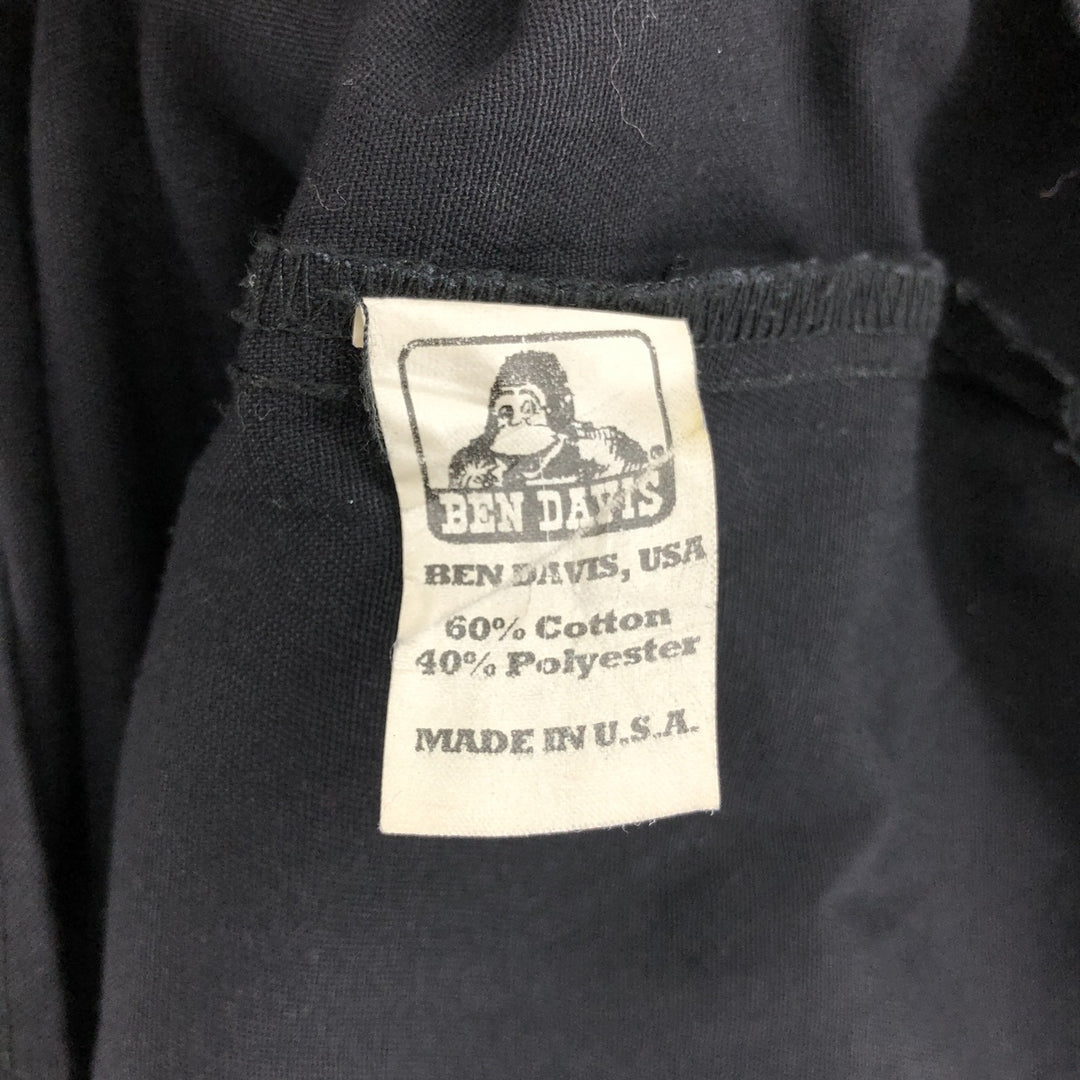 BEN DAVIS
BEN DAVIS, USA
60% Cotton
40% Polyester
MADE IN U.S.A.